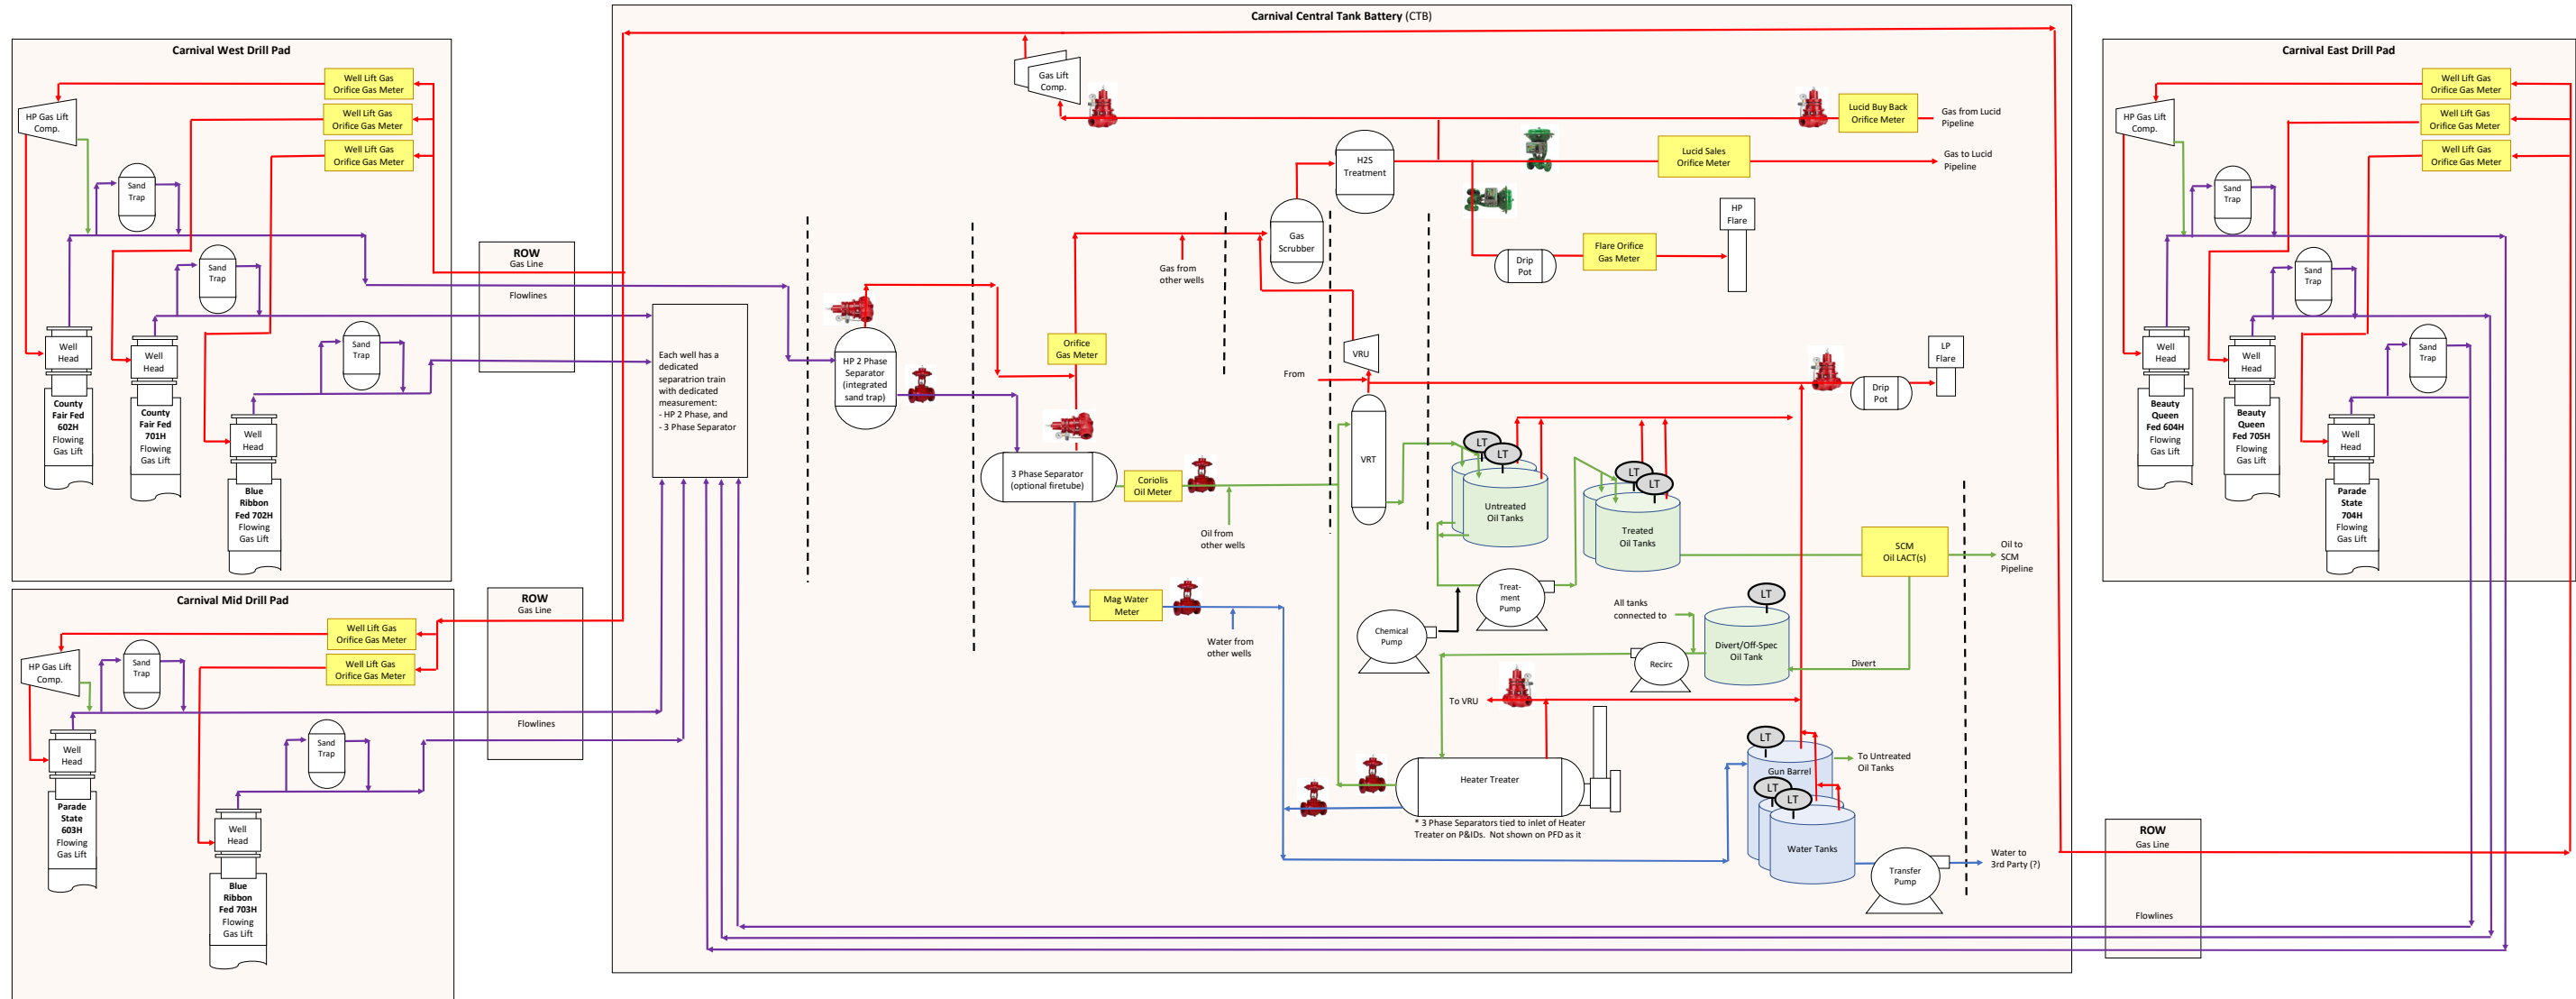 Carnival Central Tank Battery (CTB)
Carnival West Drill Pad
Well Lift Gas
Orifice Gas Meter
Well Lift Gas
Orifice Gas Meter
Well Lift Gas
Orifice Gas Meter
HP Gas Lift
Comp.
Sand
Trap
Sand
Trap
Sand
Trap
Well
Head
Well
Head
Well
Head
County
Fair Fed
602H
Flowing
Gas Lift
County
Fair Fed
701H
Flowing
Gas Lift
Blue
Ribbon
Fed 702H
Flowing
Gas Lift
ROW
Gas Line
Flowlines
Carnival Mid Drill Pad
Well Lift Gas
Orifice Gas Meter
Well Lift Gas
Orifice Gas Meter
HP Gas Lift
Comp.
Sand
Trap
Sand
Trap
Well
Head
Well
Head
Parade
State
603H
Flowing
Gas Lift
Blue
Ribbon
Fed 703H
Flowing
Gas Lift
ROW
Gas Line
Flowlines
Each well has a
dedicated
separatrion train
with dedicated
measurement:
- HP 2 Phase, and
- 3 Phase Separator
HP 2 Phase
Separator
(integrated
sand trap)
3 Phase Separator
(optional firetube)
Orifice
Gas Meter
Coriolis
Oil Meter
Mag Water
Meter
Gas from
other wells
Oil from
other wells
Water from
other wells
Gas Lift
Comp.
Gas
Scrubber
H2S
Treatment
Lucid Buy Back
Orifice Meter
Gas from Lucid
Pipeline
Lucid Sales
Orifice Meter
Gas to Lucid
Pipeline
HP
Flare
Flare Orifice
Gas Meter
Drip
Pot
VRU
From
VRT
LP
Flare
Drip
Pot
LT
LT
Untreated
Oil Tanks
LT
LT
Treated
Oil Tanks
SCM
Oil LACT(s)
Oil to
SCM
Pipeline
Treat-
ment
Pump
Chemical
Pump
All tanks
connected to
LT
Divert/Off-Spec
Oil Tank
Divert
Recirc
To VRU
Heater Treater
* 3 Phase Separators tied to inlet of Heater
Treater on P&IDs. Not shown on PFD as it
LT
Gun Barrel
To Untreated
Oil Tanks
LT
LT
Water Tanks
Transfer
Pump
Water to
3rd Party (?)
Carnival East Drill Pad
Well Lift Gas
Orifice Gas Meter
Well Lift Gas
Orifice Gas Meter
Well Lift Gas
Orifice Gas Meter
HP Gas Lift
Comp.
Sand
Trap
Sand
Trap
Sand
Trap
Well
Head
Well
Head
Well
Head
Beauty
Queen
Fed 604H
Flowing
Gas Lift
Beauty
Queen
Fed 705H
Flowing
Gas Lift
Parade
State
704H
Flowing
Gas Lift
ROW
Gas Line
Flowlines